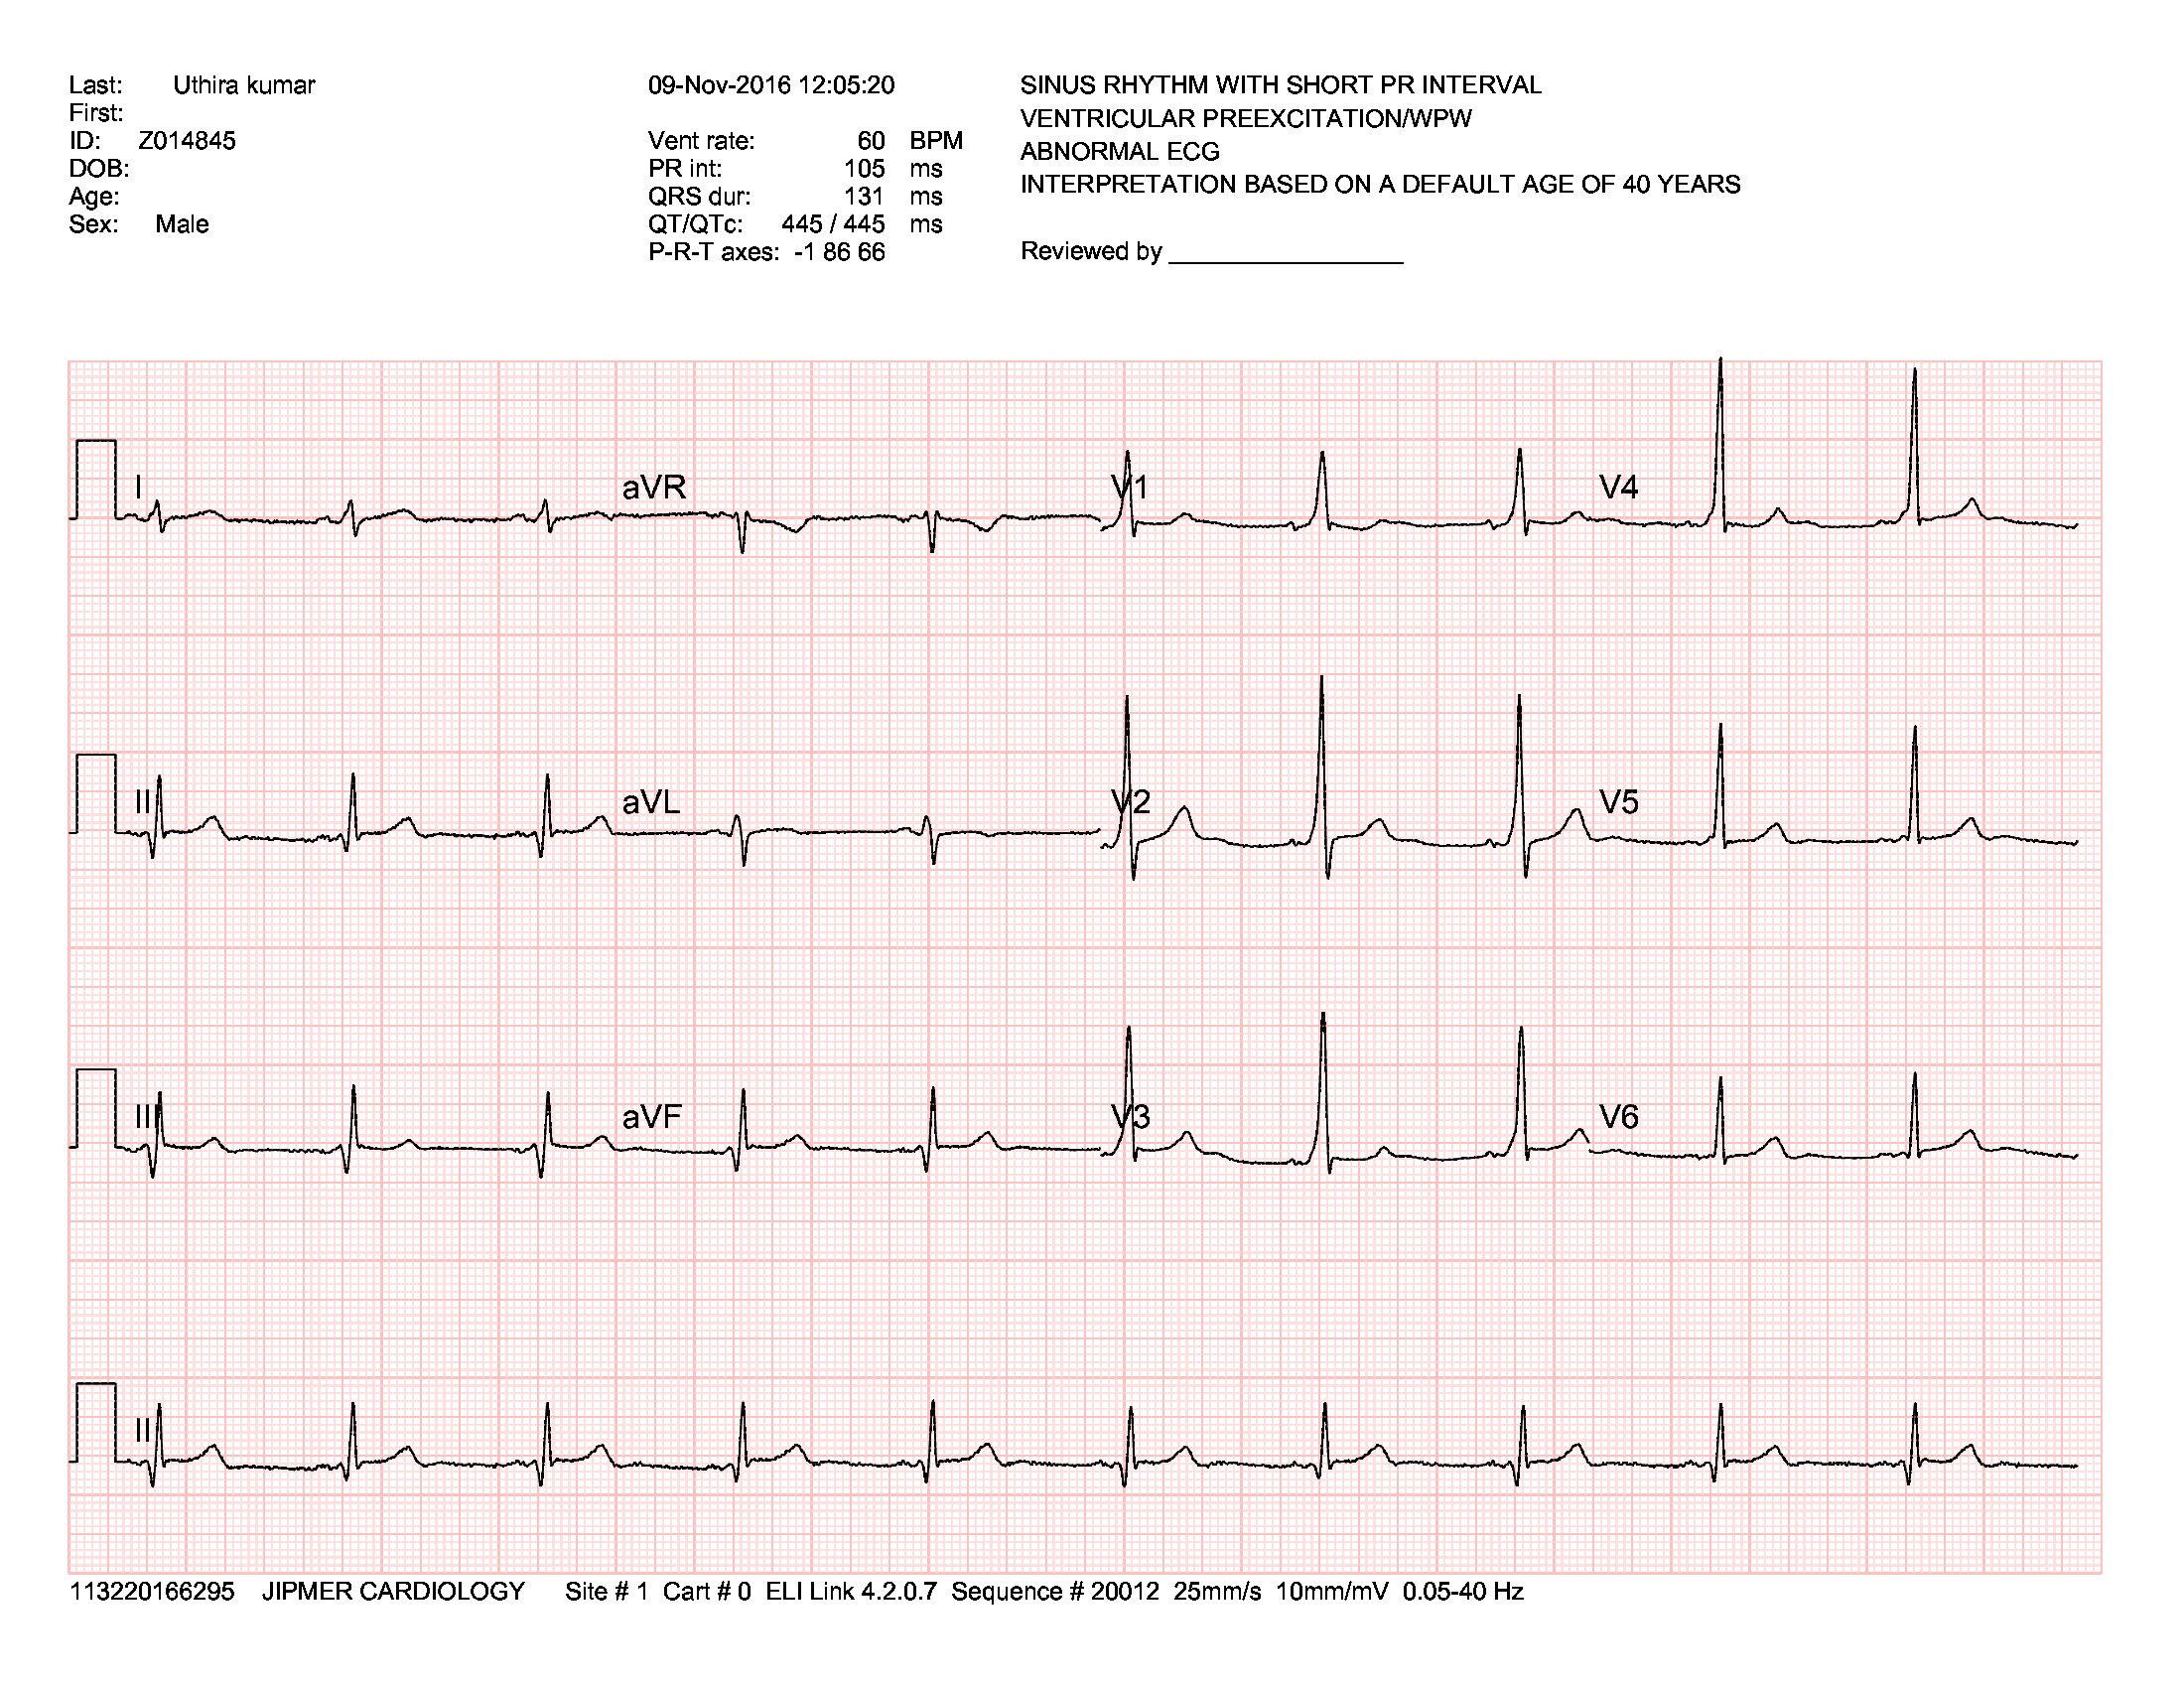 Last: Uthira kumar
First:
ID: Z014845
DOB:
Age:
Sex: Male
09-Nov-2016 12:05:20
Vent rate: 60 BPM
PR int: 105 ms
QRS dur: 131 ms
QT/QTc: 445 / 445 ms
P-R-T axes: -1 86 66
SINUS RHYTHM WITH SHORT PR INTERVAL
VENTRICULAR PREEXCITATION/WPW
ABNORMAL ECG
INTERPRETATION BASED ON A DEFAULT AGE OF 40 YEARS
Reviewed by
I aVR V1 V4
II aVL V2 V5
III aVF V3 V6
II
113220166295 JIPMER CARDIOLOGY Site # 1 Cart # 0 ELI Link 4.2.0.7 Sequence # 20012 25mm/s 10mm/mV 0.05-40 Hz